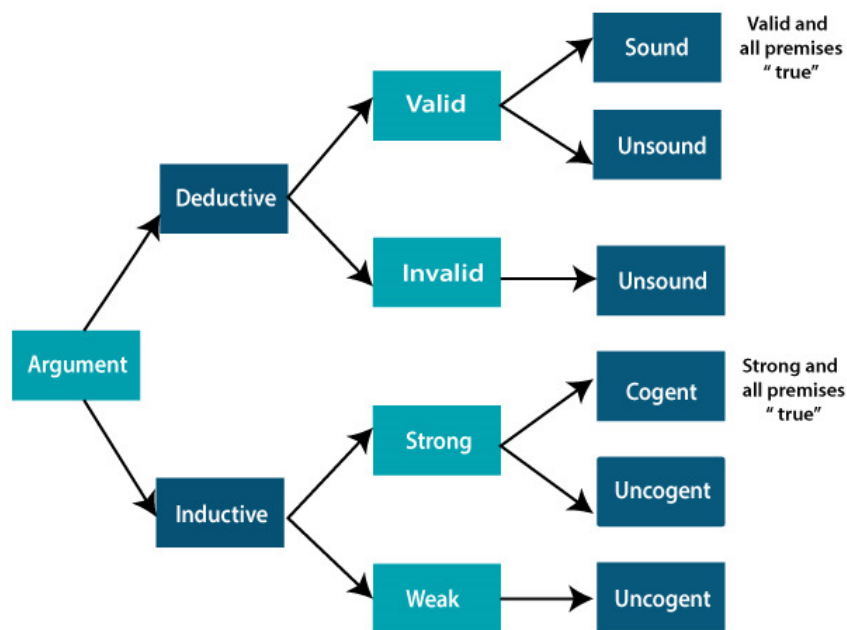 Valid and
all premises
“ true”
Sound
Valid
Unsound
Deductive
Invalid
Unsound
Argument
Strong and
all premises
“ true”
Cogent
Strong
Uncogent
Inductive
Weak
Uncogent